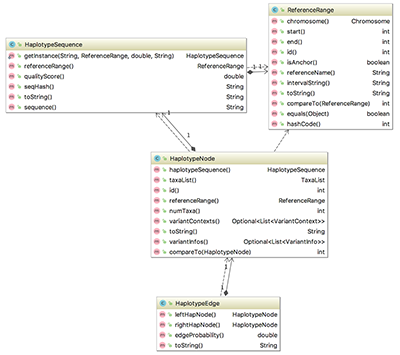 ReferenceRange
chromosome() Chromosome
start() int
end() int
id() int
isAnchor() boolean
referenceName() String
intervalString() String
toString() String
compareTo(ReferenceRange) int
equals(Object) boolean
hashCode() int
HaplotypeSequence
getInstance(String, ReferenceRange, double, String) HaplotypeSequence
referenceRange() ReferenceRange
qualityScore() double
seqHash() String
toString() String
sequence() String
1 1
1
1
HaplotypeNode
haplotypeSequence() HaplotypeSequence
taxaList() TaxaList
id() int
referenceRange() ReferenceRange
numTaxa() int
variantContexts() Optional<List<VariantContext>>
toString() String
variantInfos() Optional<List<VariantInfo>>
compareTo(HaplotypeNode) int
1
1
HaplotypeEdge
leftHapNode() HaplotypeNode
rightHapNode() HaplotypeNode
edgeProbability() double
toString() String